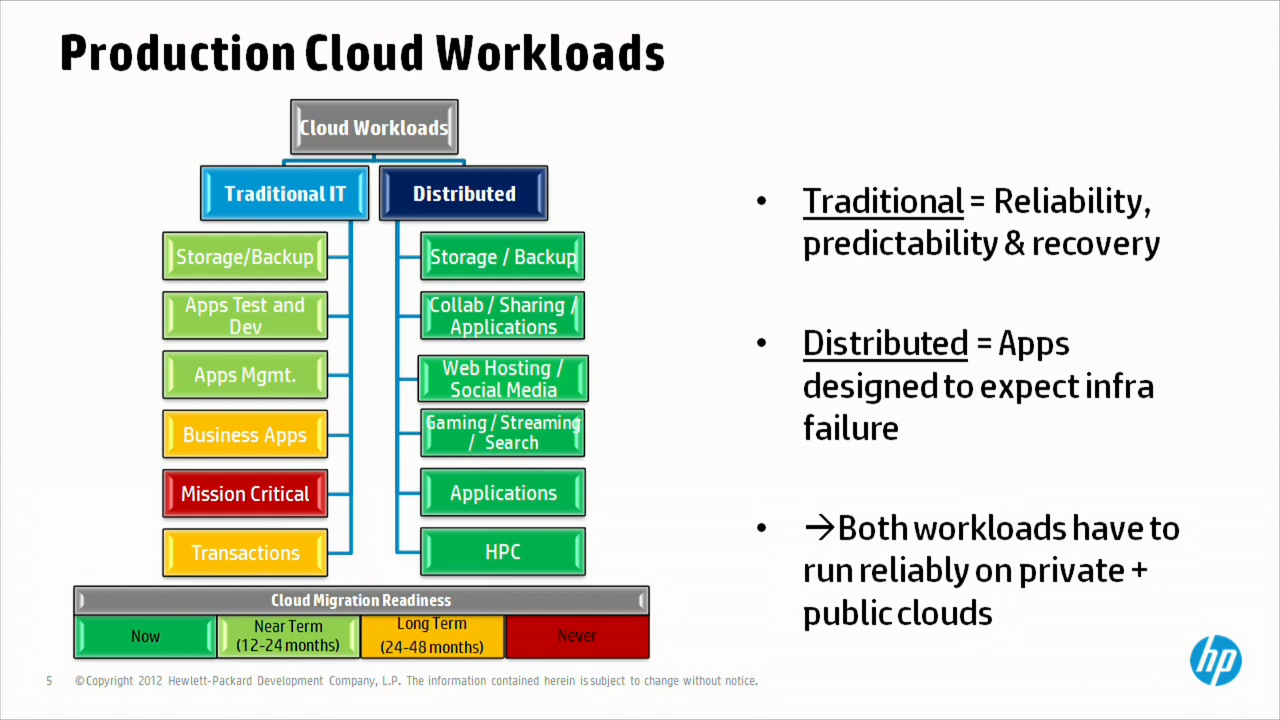 Production Cloud Workloads
Cloud Workloads
Traditional IT
Distributed
Storage/Backup
Apps Test and
Dev
Apps Mgmt.
Business Apps
Mission Critical
Transactions
Storage / Backup
Collab / Sharing /
Applications
Web Hosting /
Social Media
Gaming / Streaming
/ Search
Applications
HPC
Cloud Migration Readiness
Now
Near Term
(12-24 months)
Long Term
(24-48 months)
Never
• Traditional = Reliability,
predictability & recovery
• Distributed = Apps
designed to expect infra
failure
• →Both workloads have to
run reliably on private +
public clouds
hp
5 ©Copyright 2012 Hewlett-Packard Development Company, L.P. The information contained herein is subject to change without notice.